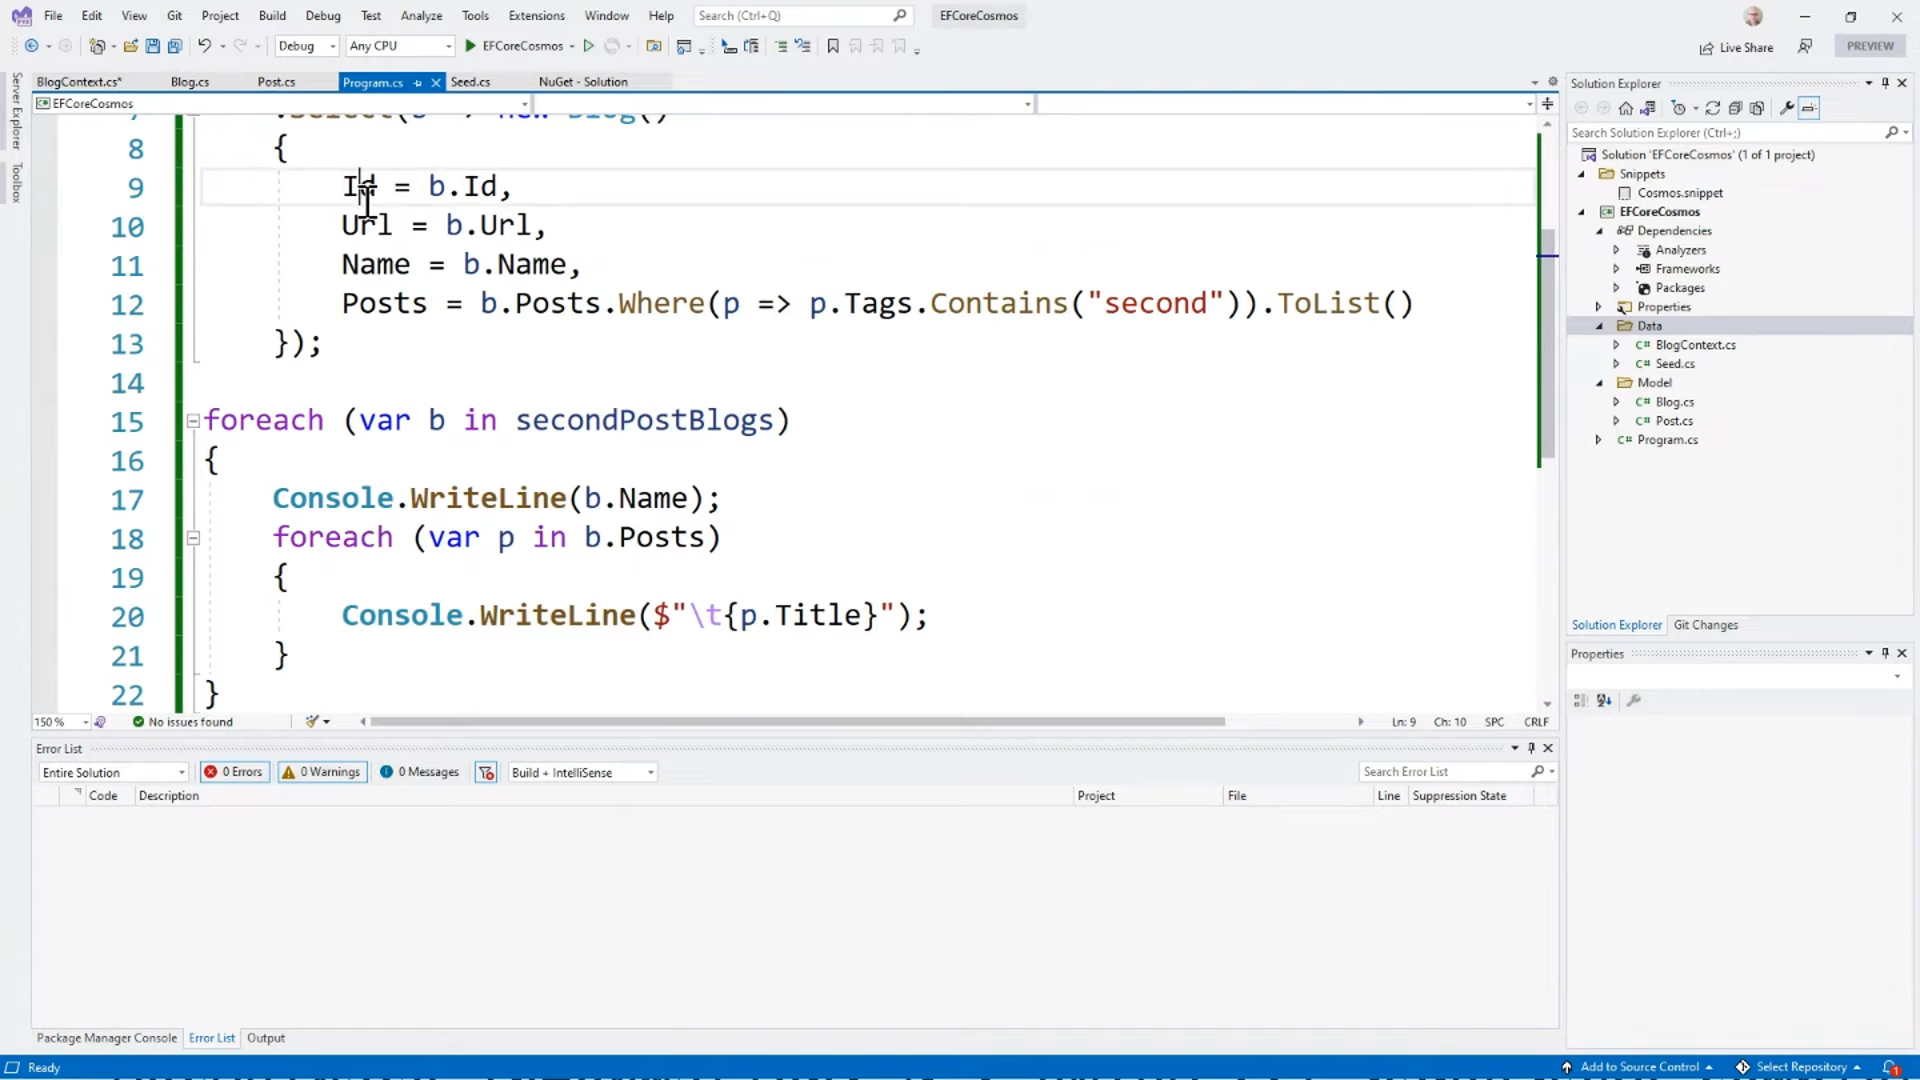 File Edit View Git Project Build Debug Test Analyze Tools Extensions Window Help Search (Ctrl+Q) EFCoreCosmos
Debug Any CPU EFCoreCosmos Live Share PREVIEW
Server Explorer
Toolbox
BlogContext.cs* Blog.cs Post.cs Program.cs Seed.cs NuGet - Solution
EFCoreCosmos
8 {
9 Id = b.Id,
10 Url = b.Url,
11 Name = b.Name,
12 Posts = b.Posts.Where(p => p.Tags.Contains("second")).ToList()
13 });
14
15 foreach (var b in secondPostBlogs)
16 {
17 Console.WriteLine(b.Name);
18 foreach (var p in b.Posts)
19 {
20 Console.WriteLine($"\t{p.Title}");
21 }
22 }
150 % No issues found Ln: 9 Ch: 10 SPC CRLF
Error List
Entire Solution 0 Errors 0 Warnings 0 Messages Build + IntelliSense Search Error List
Code Description Project File Line Suppression State
Package Manager Console Error List Output
Solution Explorer
Search Solution Explorer (Ctrl+;)
Solution 'EFCoreCosmos' (1 of 1 project)
Snippets
Cosmos.snippet
EFCoreCosmos
Dependencies
Analyzers
Frameworks
Packages
Properties
Data
BlogContext.cs
Seed.cs
Model
Blog.cs
Post.cs
Program.cs
Solution Explorer Git Changes
Properties
Ready Add to Source Control Select Repository 1